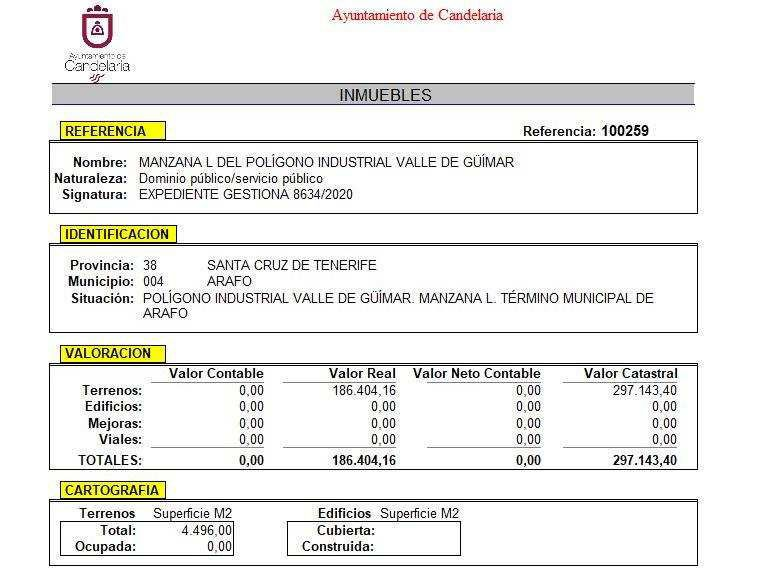 Ayuntamiento de Candelaria
Ayuntamiento de
Candelaria
INMUEBLES
REFERENCIA Referencia: 100259
Nombre: MANZANA L DEL POLÍGONO INDUSTRIAL VALLE DE GÜÍMAR
Naturaleza: Dominio público/servicio público
Signatura: EXPEDIENTE GESTIONA 8634/2020
IDENTIFICACION
Provincia: 38 SANTA CRUZ DE TENERIFE
Municipio: 004 ARAFO
Situación: POLÍGONO INDUSTRIAL VALLE DE GÜÍMAR. MANZANA L. TÉRMINO MUNICIPAL DE
ARAFO
VALORACION
Valor Contable Valor Real Valor Neto Contable Valor Catastral
Terrenos: 0,00 186.404,16 0,00 297.143,40
Edificios: 0,00 0,00 0,00 0,00
Mejoras: 0,00 0,00 0,00 0,00
Viales: 0,00 0,00 0,00 0,00
TOTALES: 0,00 186.404,16 0,00 297.143,40
CARTOGRAFIA
Terrenos Superficie M2 Edificios Superficie M2
Total: 4.496,00 Cubierta:
Ocupada: 0,00 Construida: